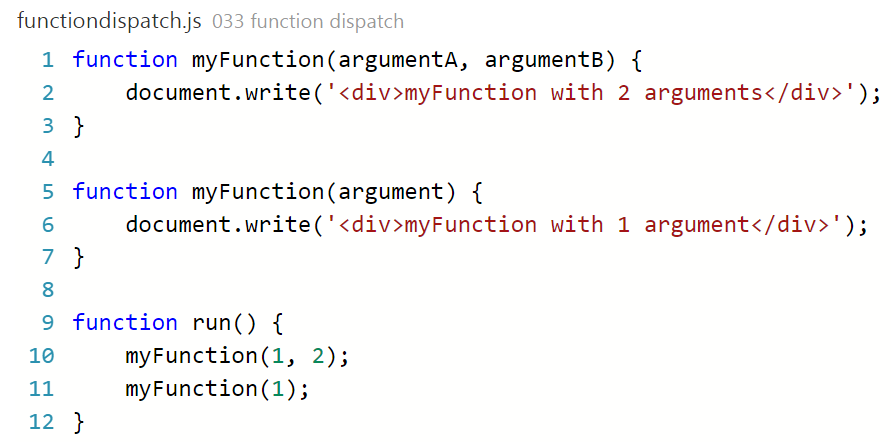 functiondispatch.js 033 function dispatch
1 function myFunction(argumentA, argumentB) {
2     document.write('<div>myFunction with 2 arguments</div>');
3 }
4
5 function myFunction(argument) {
6     document.write('<div>myFunction with 1 argument</div>');
7 }
8
9 function run() {
10     myFunction(1, 2);
11     myFunction(1);
12 }